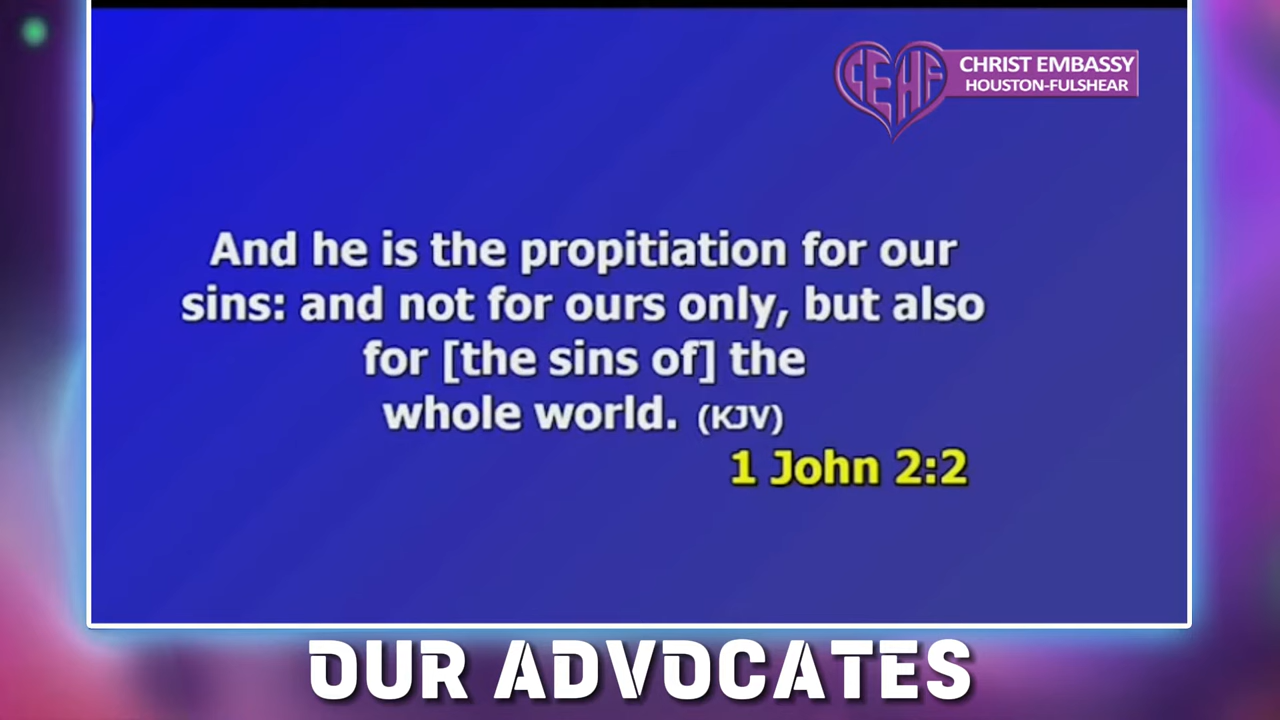 CEHF
CHRIST EMBASSY
HOUSTON-FULSHEAR
And he is the propitiation for our
sins: and not for ours only, but also
for [the sins of] the
whole world. (KJV)
1 John 2:2
OUR ADVOCATES